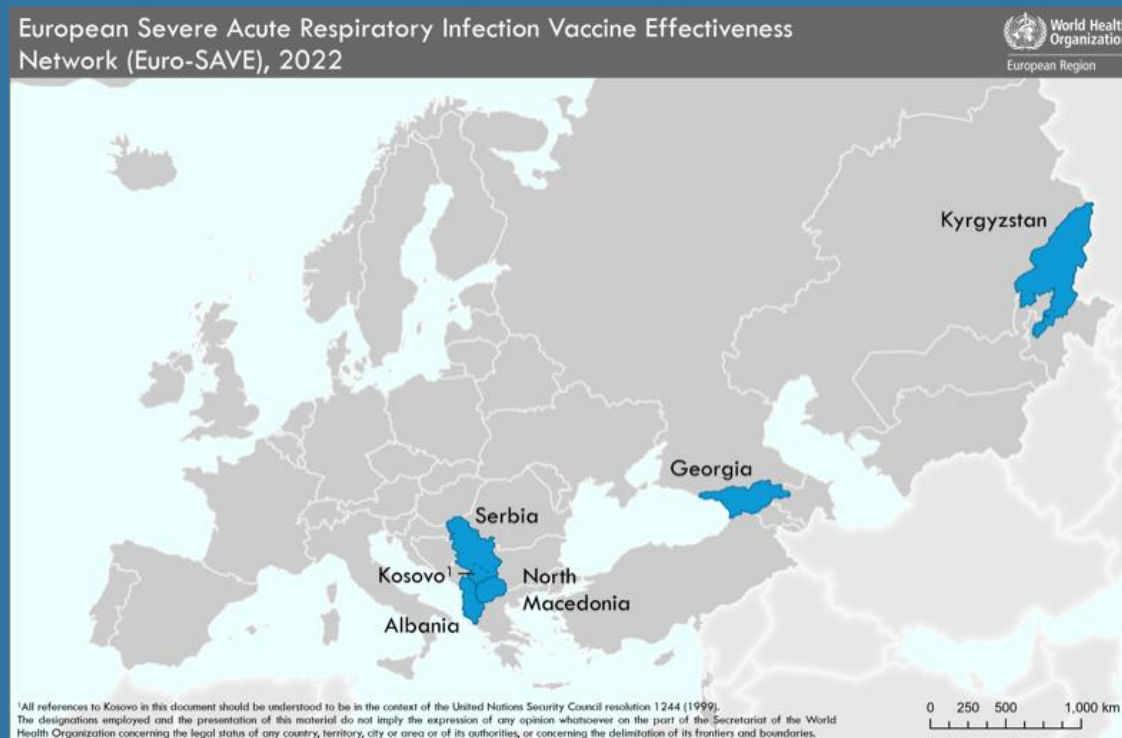 European Severe Acute Respiratory Infection Vaccine Effectiveness
Network (Euro-SAVE), 2022
World Health
Organization
European Region
Kyrgyzstan
Georgia
Serbia
Kosovo¹
North
Macedonia
Albania
¹All references to Kosovo in this document should be understood to be in the context of the United Nations Security Council resolution 1244 (1999).
The designations employed and the presentation of this material do not imply the expression of any opinion whatsoever on the part of the Secretariat of the World
Health Organization concerning the legal status of any country, territory, city or area or of its authorities, or concerning the delimitation of its frontiers and boundaries.
0 250 500 1,000 km